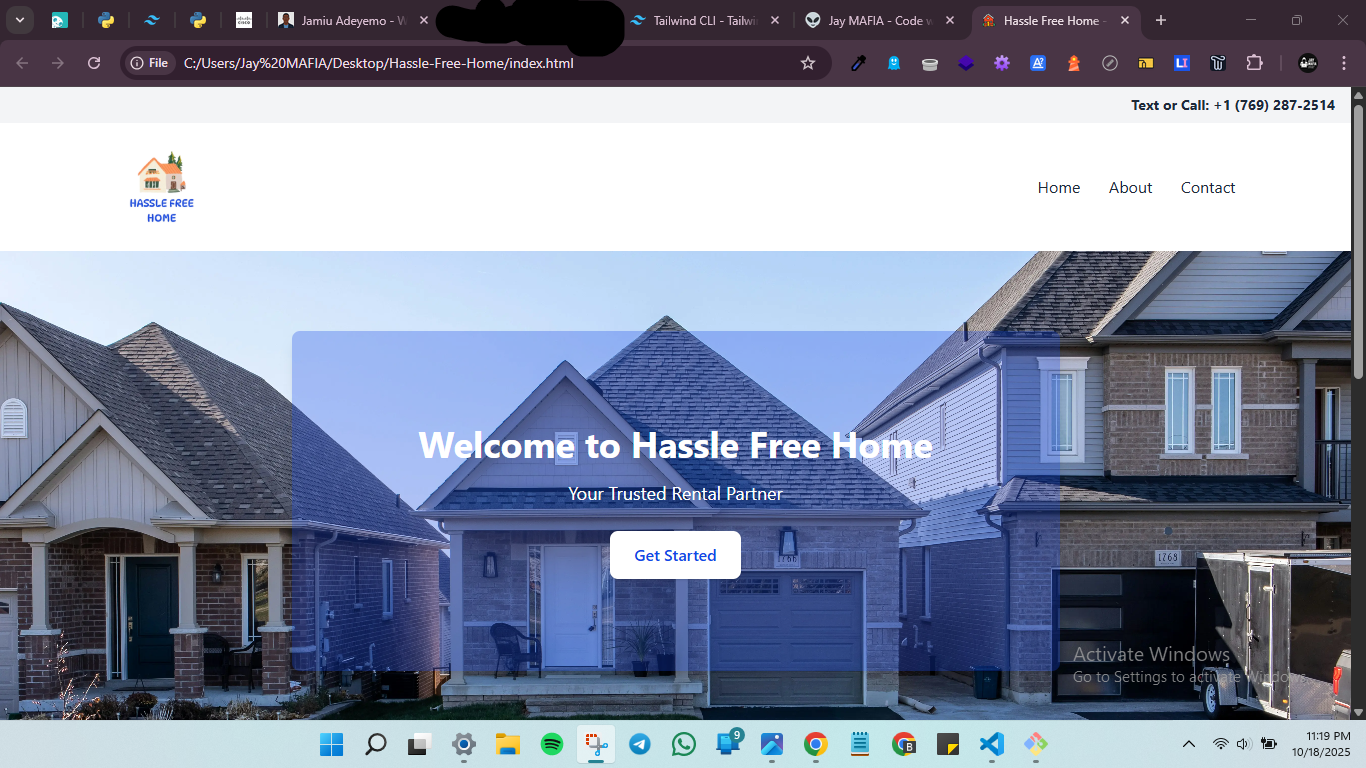 Jamiu Adeyemo - W
Tailwind CLI - Tailwi
Jay MAFIA - Code w
Hassle Free Home -
File
C:/Users/Jay%20MAFIA/Desktop/Hassle-Free-Home/index.html
Text or Call: +1 (769) 287-2514
HASSLE FREE
HOME
Home
About
Contact
Welcome to Hassle Free Home
Your Trusted Rental Partner
Get Started
1768
Activate Windows
Go to Settings to activate Windows.
9
11:19 PM
10/18/2025